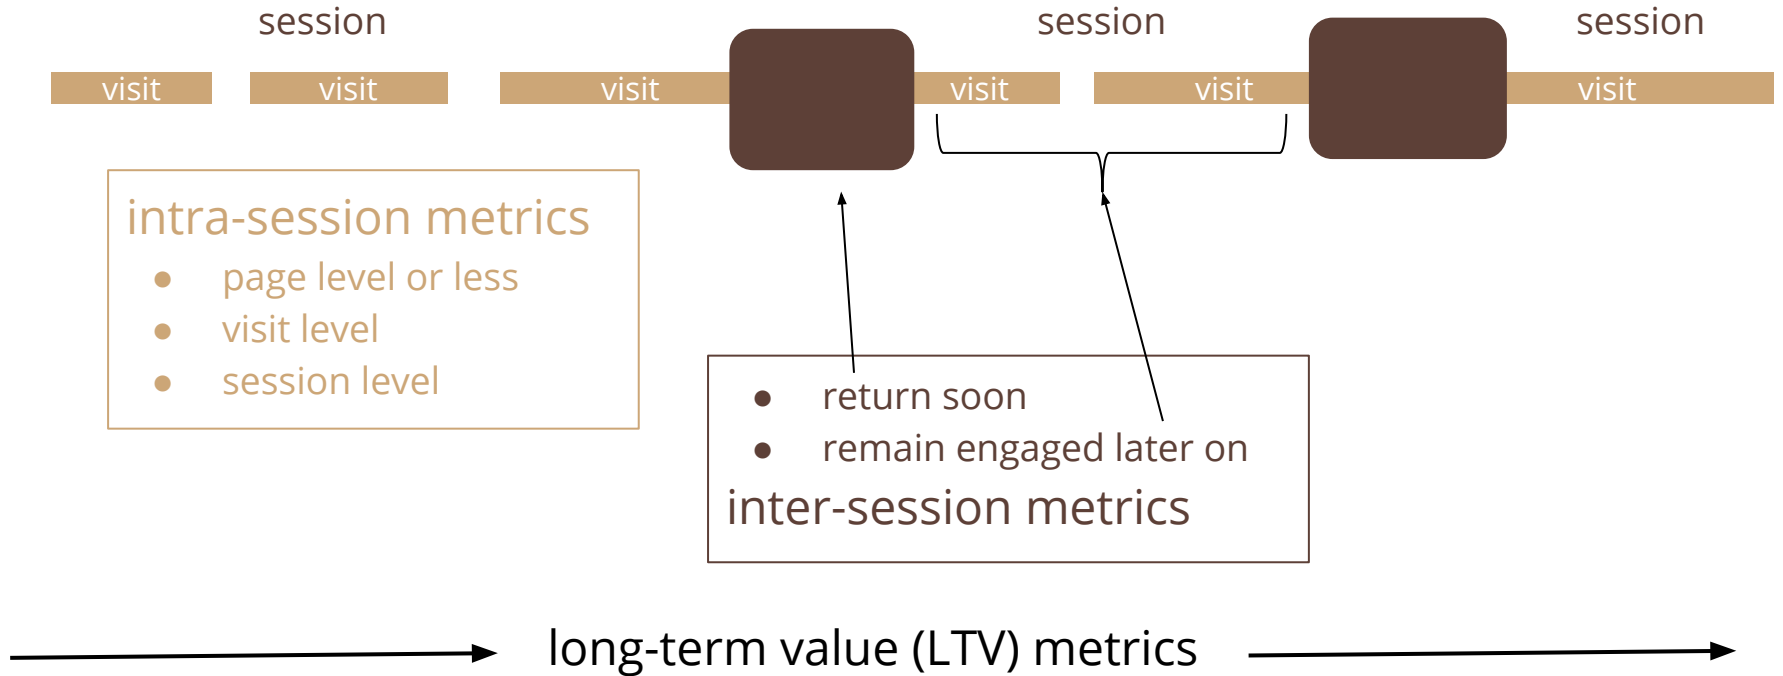 session
session
session
visit
visit
visit
visit
visit
visit
intra-session metrics
● page level or less
● visit level
● session level
● return soon
● remain engaged later on
inter-session metrics
long-term value (LTV) metrics